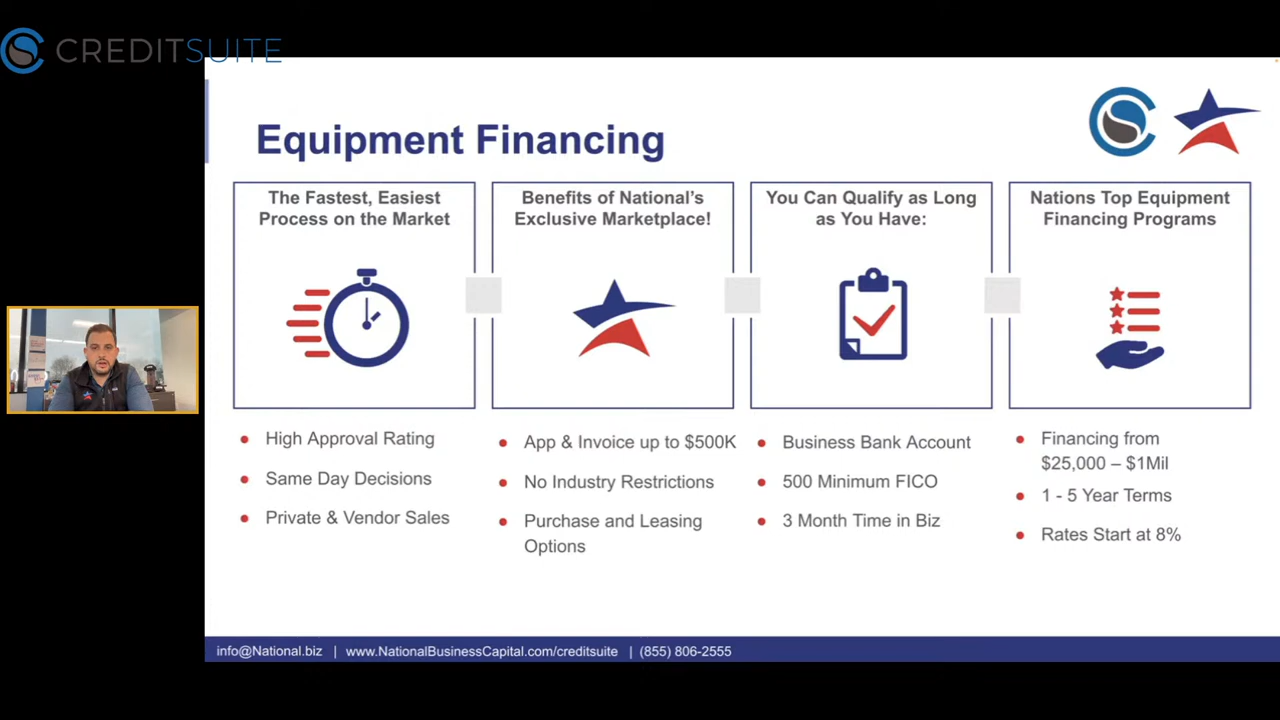 CREDITSUITE
Equipment Financing
The Fastest, Easiest
Process on the Market
Benefits of National's
Exclusive Marketplace!
You Can Qualify as Long
as You Have:
Nations Top Equipment
Financing Programs
High Approval Rating
Same Day Decisions
Private & Vendor Sales
App & Invoice up to $500K
No Industry Restrictions
Purchase and Leasing
Options
Business Bank Account
500 Minimum FICO
3 Month Time in Biz
Financing from
$25,000 – $1Mil
1 - 5 Year Terms
Rates Start at 8%
info@National.biz | www.NationalBusinessCapital.com/creditsuite | (855) 806-2555